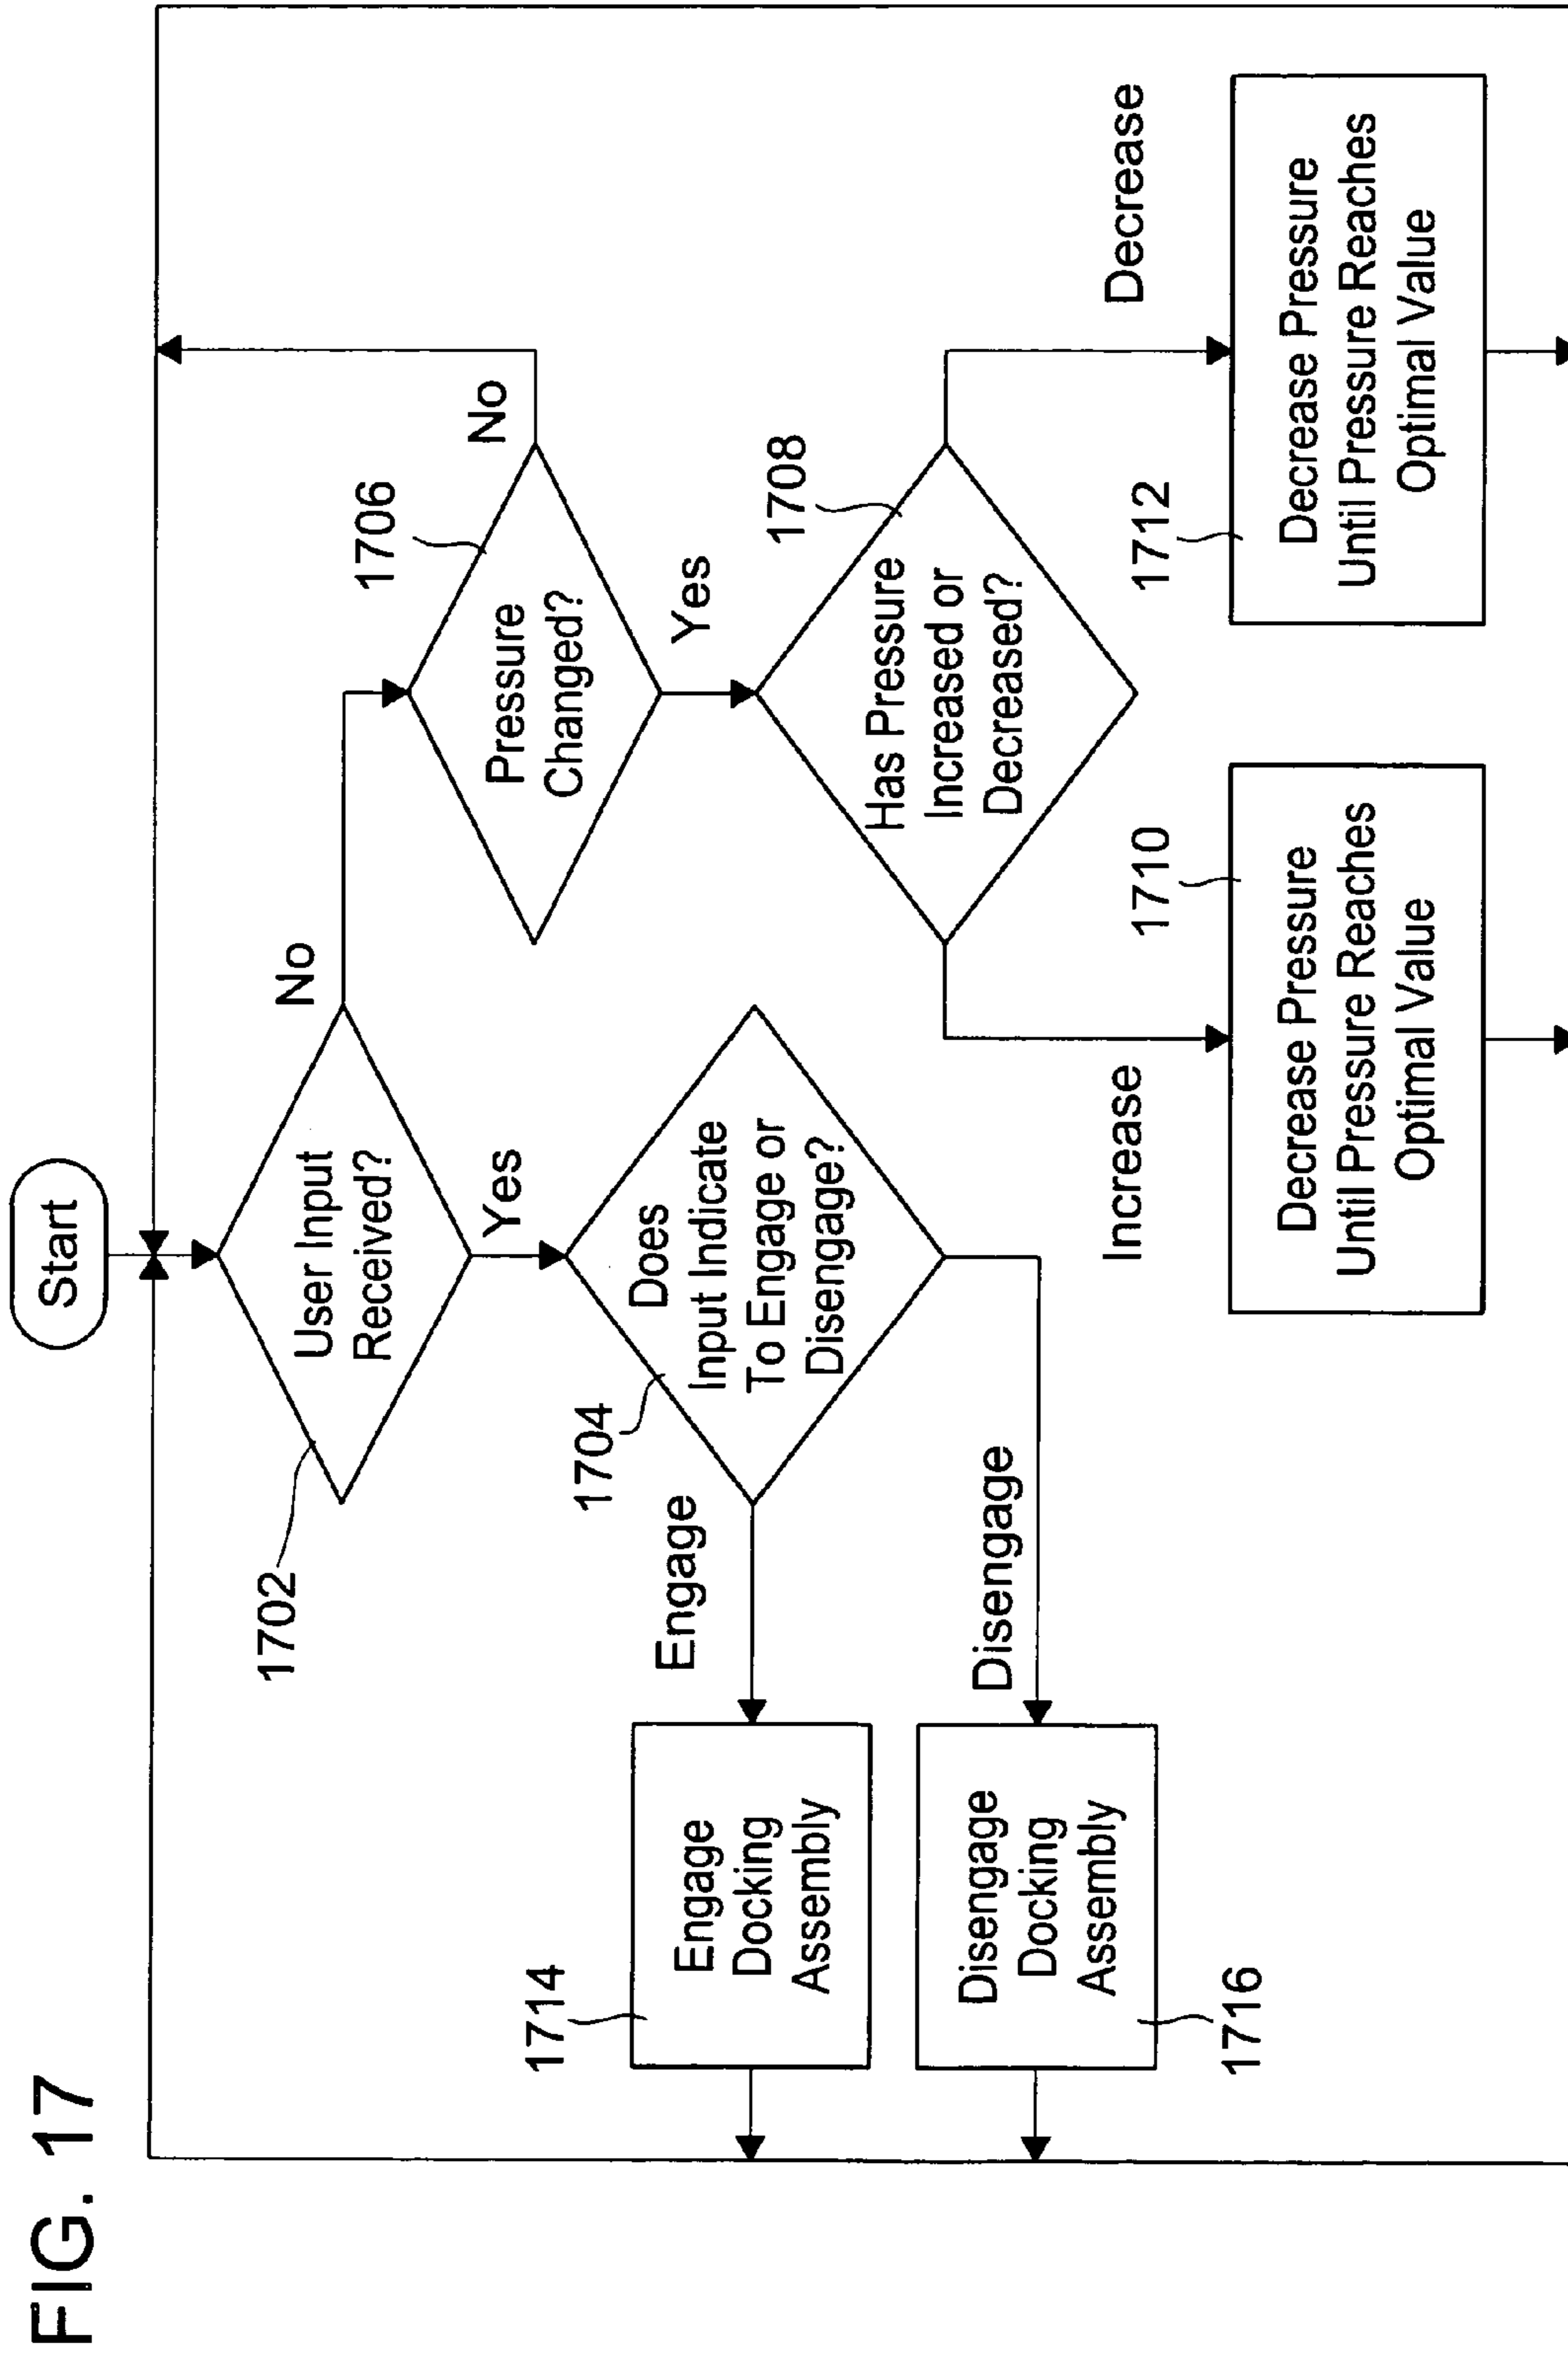 FIG. 17
Start
1702
User Input
Received?
No
Yes
1704
Does
Input Indicate
To Engage or
Disengage?
Engage
Disengage
1714
Engage
Docking
Assembly
Disengage
Docking
Assembly
1716
1706
Pressure
Changed?
No
Yes
1708
Has Pressure
Increased or
Decreased?
Increase
Decrease
1710
Decrease Pressure
Until Pressure Reaches
Optimal Value
1712
Decrease Pressure
Until Pressure Reaches
Optimal Value